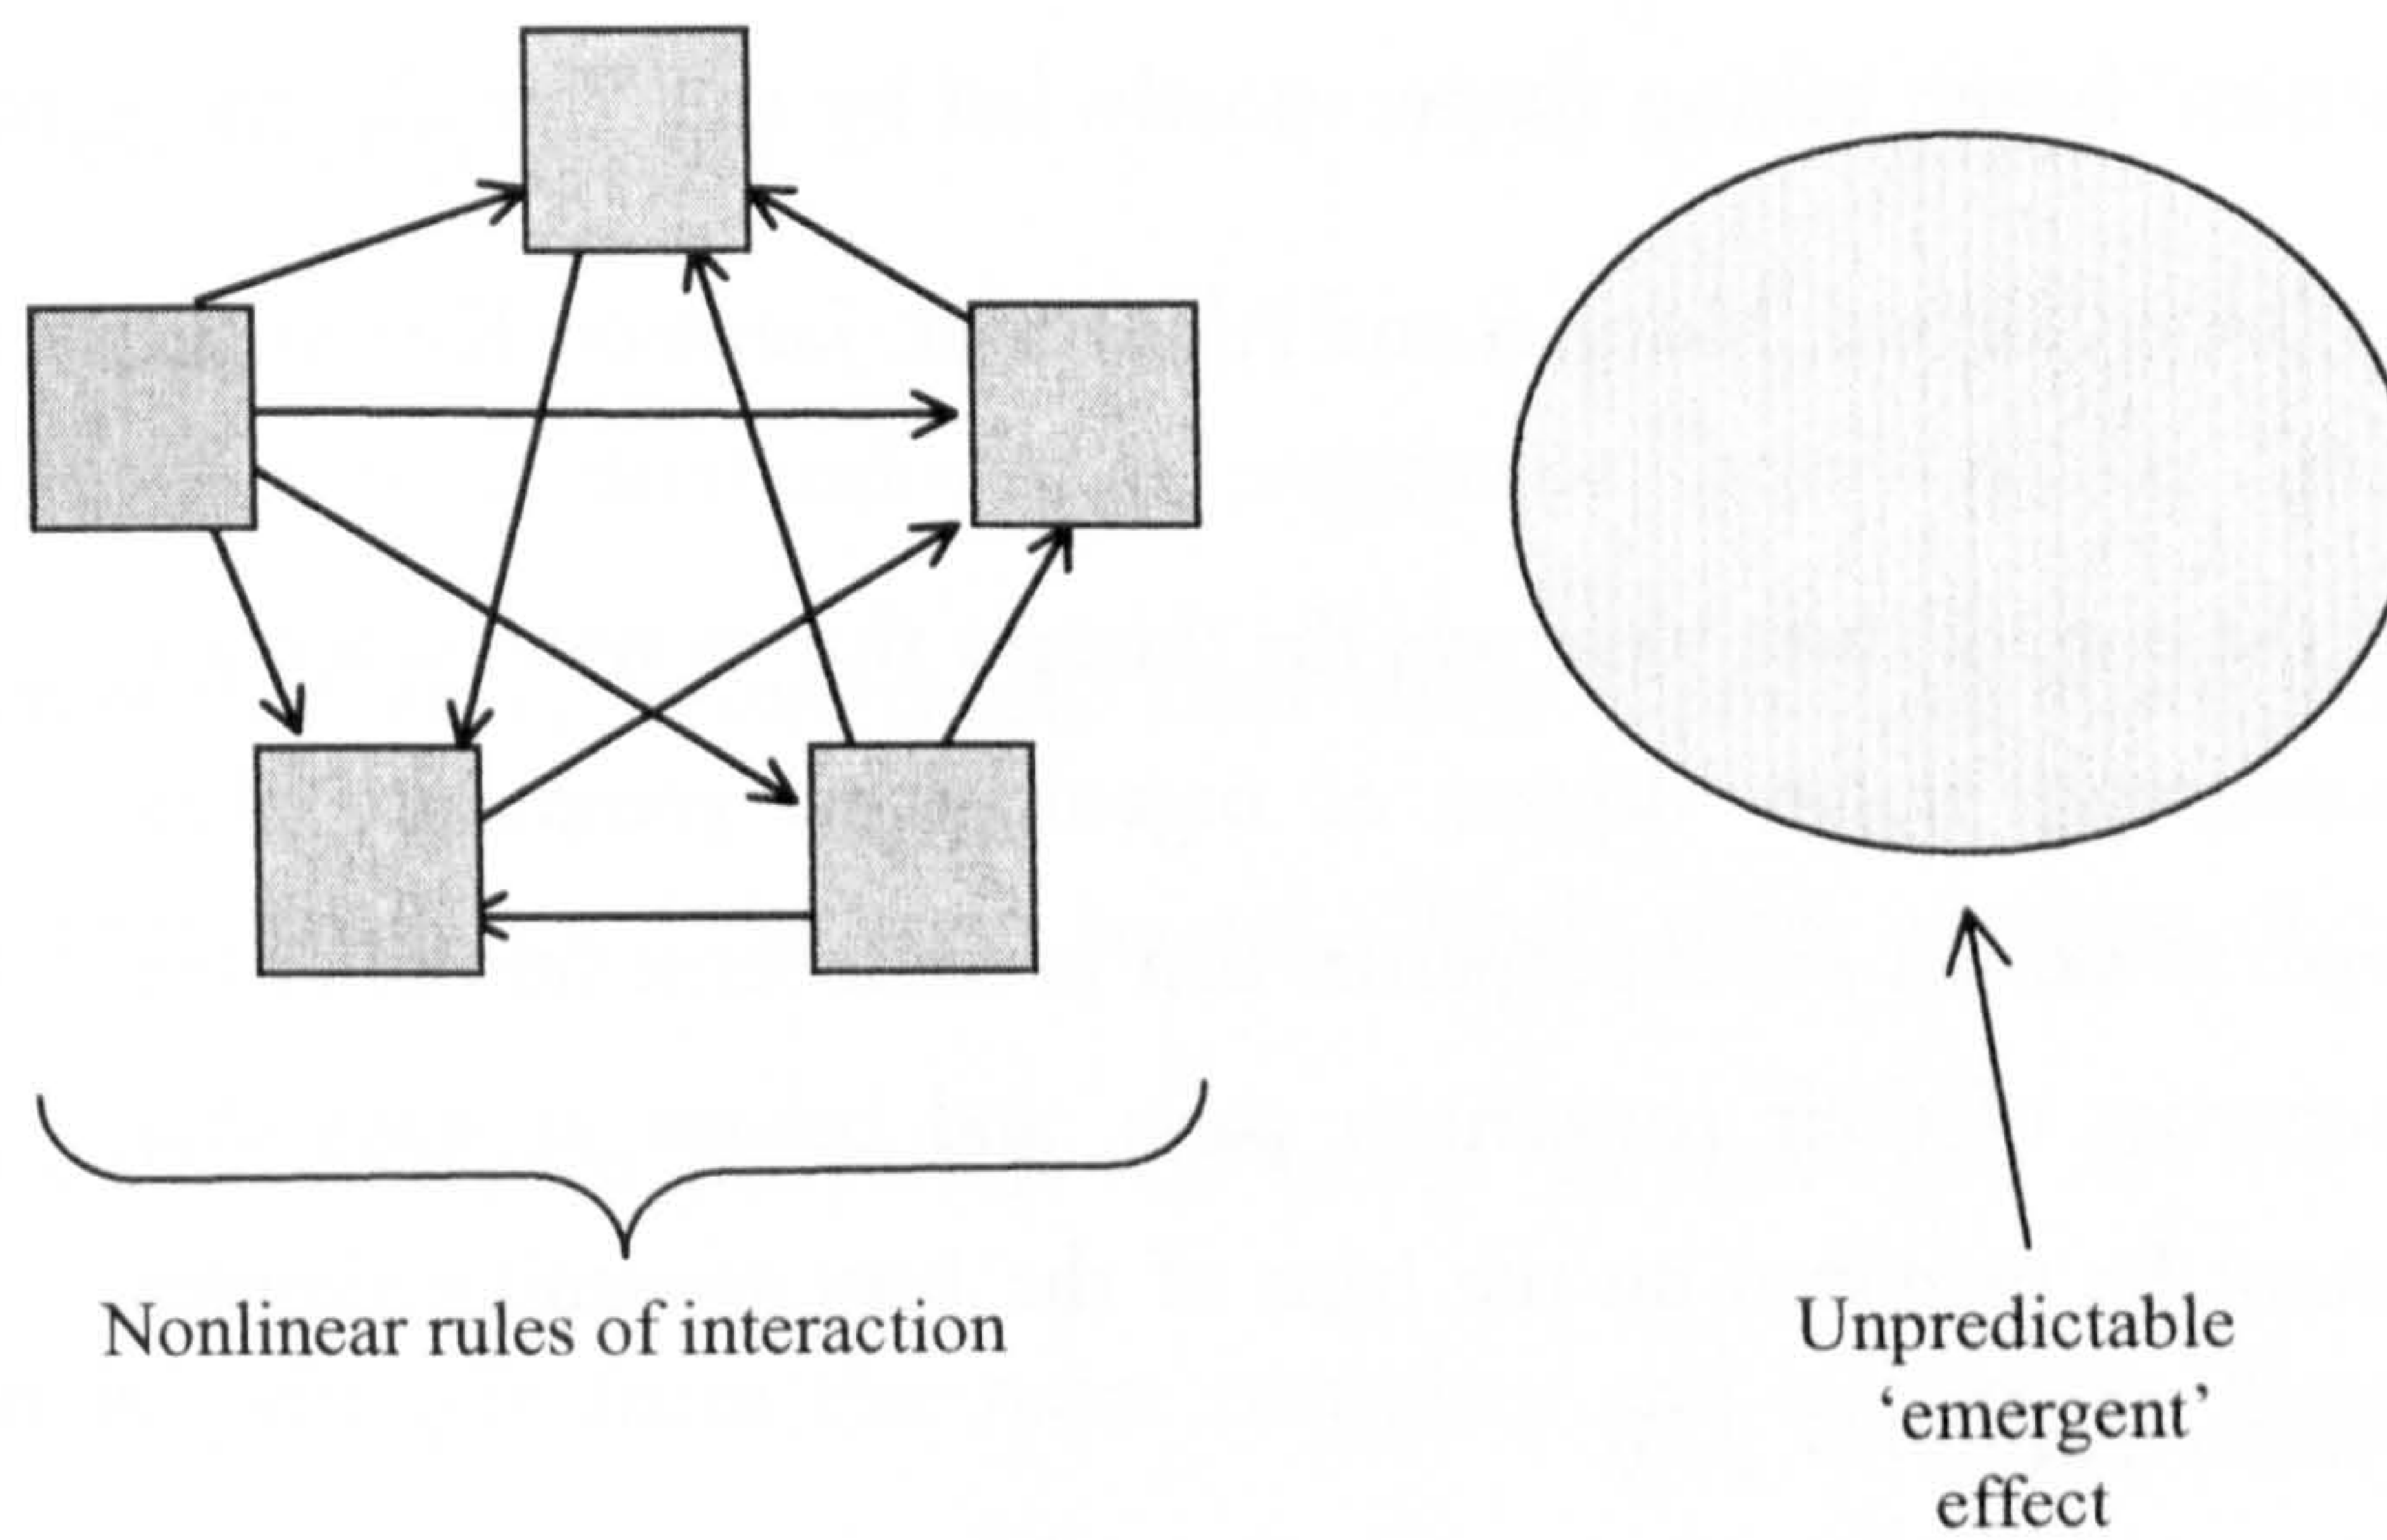 Nonlinear rules of interaction
Unpredictable
‘emergent’
effect